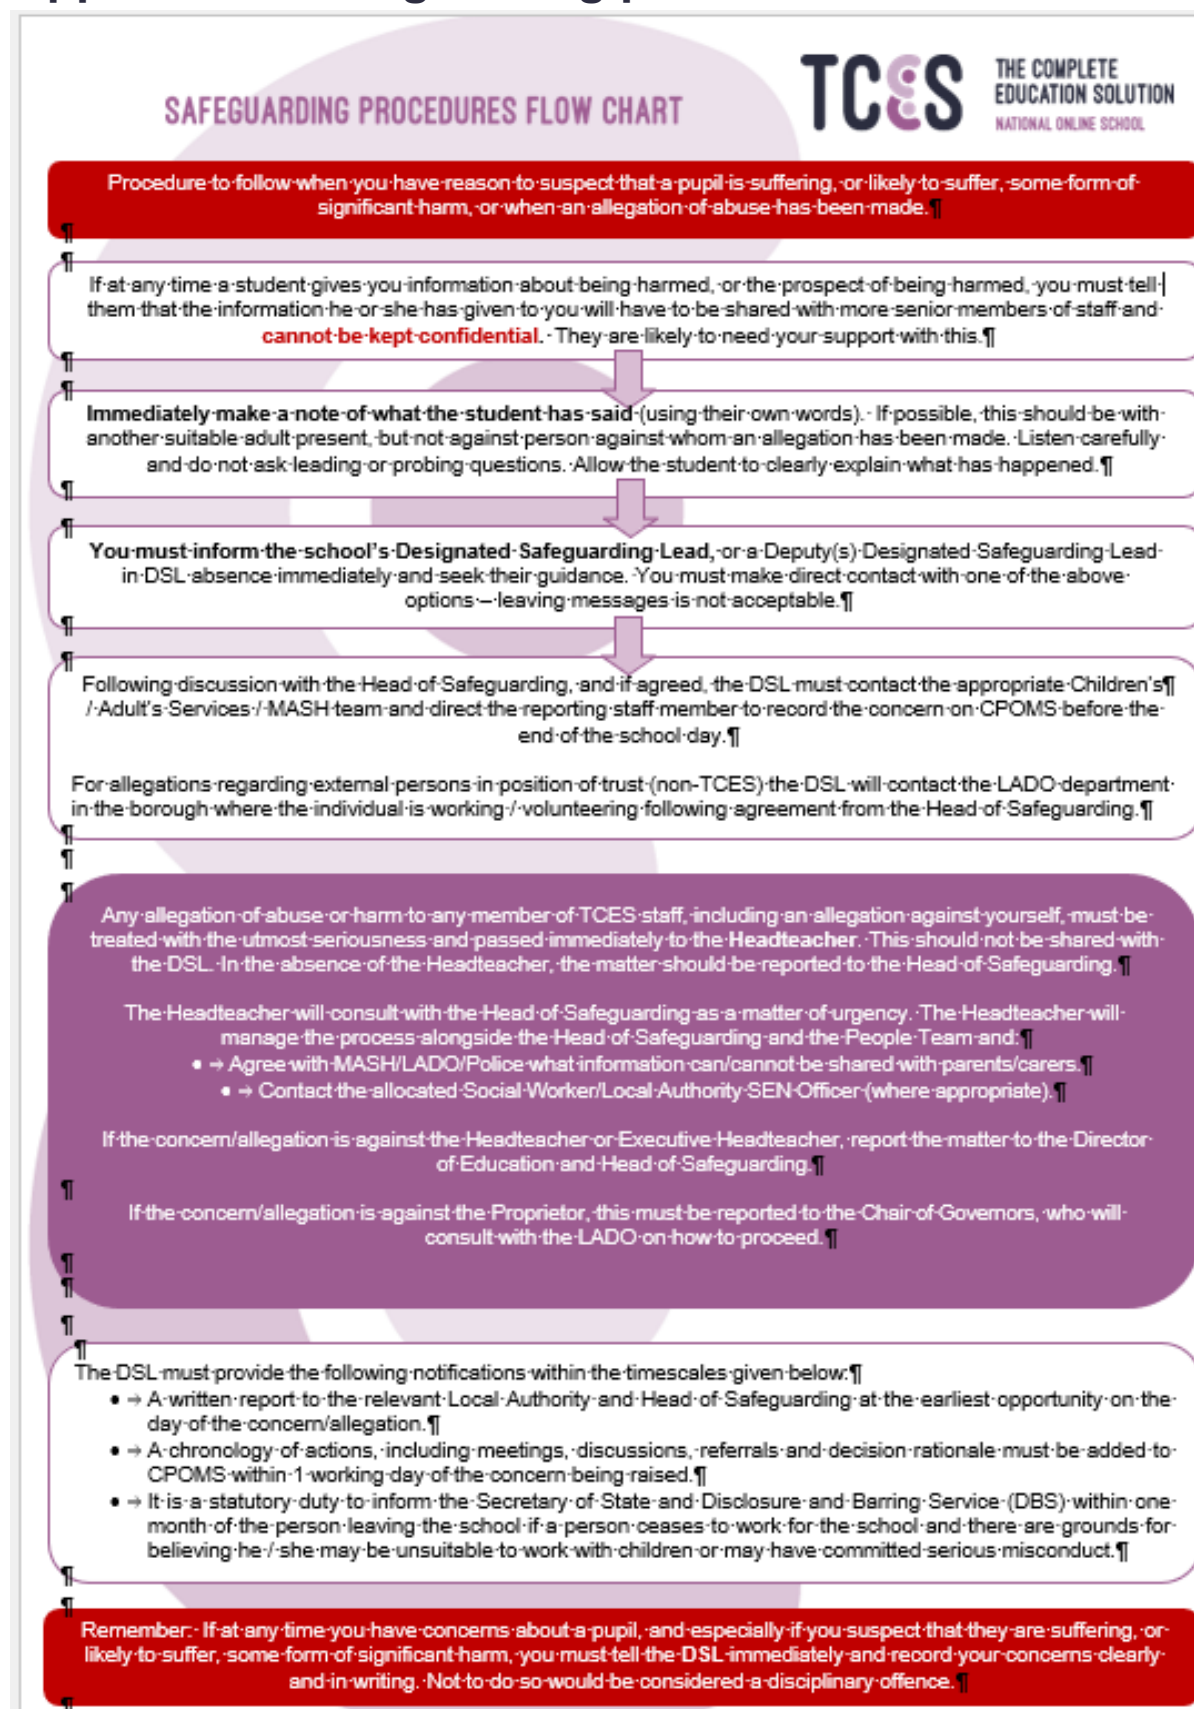 SAFEGUARDING PROCEDURES FLOW CHART
TCES
THE COMPLETE
EDUCATION SOLUTION
NATIONAL ONLINE SCHOOL
Procedure to follow when you have reason to suspect that a pupil is suffering, or likely to suffer, some form of
significant harm, or when an allegation of abuse has been made.¶
¶
¶
If at any time a student gives you information about being harmed, or the prospect of being harmed, you must tell
them that the information he or she has given to you will have to be shared with more senior members of staff and
cannot be kept confidential. They are likely to need your support with this.¶
¶
¶
Immediately make a note of what the student has said (using their own words). If possible, this should be with
another suitable adult present, but not against person against whom an allegation has been made. Listen carefully
and do not ask leading or probing questions. Allow the student to clearly explain what has happened.¶
¶
¶
You must inform the school's Designated Safeguarding Lead, or a Deputy(s) Designated Safeguarding Lead
in DSL absence immediately and seek their guidance. You must make direct contact with one of the above
options – leaving messages is not acceptable.¶
¶
¶
Following discussion with the Head of Safeguarding, and if agreed, the DSL must contact the appropriate Children's¶
/ Adult's Services / MASH team and direct the reporting staff member to record the concern on CPOMS before the
end of the school day.¶
For allegations regarding external persons in position of trust (non-TCES) the DSL will contact the LADO department
in the borough where the individual is working / volunteering following agreement from the Head of Safeguarding.¶
¶
¶
¶
Any allegation of abuse or harm to any member of TCES staff, including an allegation against yourself, must be
treated with the utmost seriousness and passed immediately to the Headteacher. This should not be shared with
the DSL. In the absence of the Headteacher, the matter should be reported to the Head of Safeguarding.¶
The Headteacher will consult with the Head of Safeguarding as a matter of urgency. The Headteacher will
manage the process alongside the Head of Safeguarding and the People Team and:¶
• → Agree with MASH/LADO/Police what information can/cannot be shared with parents/carers.¶
• → Contact the allocated Social Worker/Local Authority SEN Officer (where appropriate).¶
If the concern/allegation is against the Headteacher or Executive Headteacher, report the matter to the Director
of Education and Head of Safeguarding.¶
¶
If the concern/allegation is against the Proprietor, this must be reported to the Chair of Governors, who will
consult with the LADO on how to proceed.¶
¶
¶
¶
¶
The DSL must provide the following notifications within the timescales given below:¶
• → A written report to the relevant Local Authority and Head of Safeguarding at the earliest opportunity on the
day of the concern/allegation.¶
• → A chronology of actions, including meetings, discussions, referrals and decision rationale must be added to
CPOMS within 1 working day of the concern being raised.¶
• → It is a statutory duty to inform the Secretary of State and Disclosure and Barring Service (DBS) within one
month of the person leaving the school if a person ceases to work for the school and there are grounds for
believing he / she may be unsuitable to work with children or may have committed serious misconduct.¶
¶
¶
Remember: If at any time you have concerns about a pupil, and especially if you suspect that they are suffering, or
likely to suffer, some form of significant harm, you must tell the DSL immediately and record your concerns clearly
and in writing. Not to do so would be considered a disciplinary offence.¶
¶